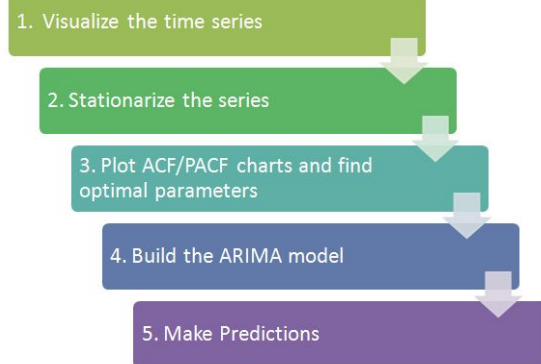 1. Visualize the time series
2. Stationarize the series
3. Plot ACF/PACF charts and find
optimal parameters
4. Build the ARIMA model
5. Make Predictions